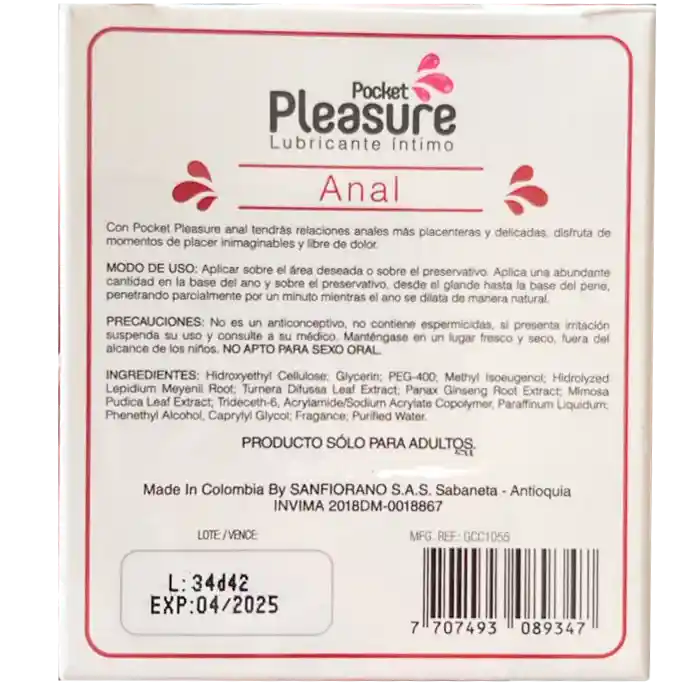 Pocket
Pleasure
Lubricante íntimo
Anal
Con Pocket Pleasure anal tendrás relaciones anales más placenteras y delicadas, disfruta de
momentos de placer inimaginables y libre de dolor.
MODO DE USO: Aplicar sobre el área deseada o sobre el preservativo. Aplica una abundante
cantidad en la base del ano y sobre el preservativo, desde el glande hasta la base del pene,
penetrando parcialmente por un minuto mientras el ano se dilata de manera natural.
PRECAUCIONES: No es un anticonceptivo, no contiene espermicidas, si presenta irritación
suspenda su uso y consulte a su médico. Manténgase en un lugar fresco y seco, fuera del
alcance de los niños. NO APTO PARA SEXO ORAL.
INGREDIENTES: Hidroxyethyl Cellulose; Glycerin; PEG-400; Methyl Isoeugenol; Hidrolyzed
Lepidium Meyenil Root; Turnera Difussa Leaf Extract; Panax Ginseng Root Extract; Mimosa
Pudica Leaf Extract; Trideceth-6, Acrylamide/Sodium Acrylate Copolymer, Paraffinum Liquidum;
Phenethyl Alcohol, Caprylyl Glycol; Fragance; Purified Water.
PRODUCTO SÓLO PARA ADULTOS.
Made In Colombia By SANFIORANO S.A.S. Sabaneta - Antioquia
INVIMA 2018DM-0018867
LOTE:/VENCE:
MFG. REF.: GCC1055
L: 34d42
EXP:04/2025
7 707493 089347